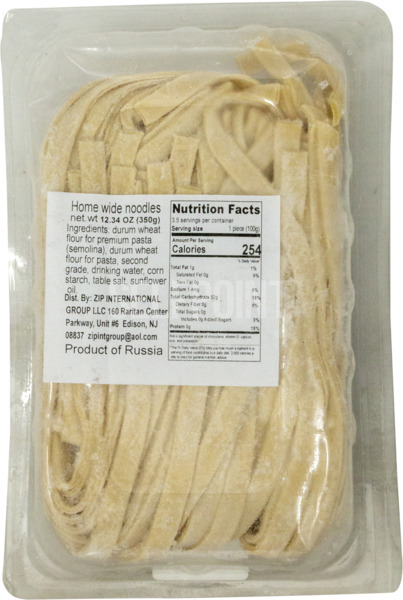 Home wide noodles
net wt 12.34 OZ (350g)
Ingredients: durum wheat
flour for premium pasta
(semolina), durum wheat
flour for pasta, second
grade, drinking water, corn
starch, table salt, sunflower
oil.
Dist. By: ZIP INTERNATIONAL
GROUP LLC 160 Raritan Center
Parkway, Unit #6 Edison, NJ
08837 zipintgroup@aol.com
Product of Russia
Nutrition Facts
3.5 servings per container
Serving size 1 piece (100g)
Amount Per Serving
Calories 254
% Daily Value
Total Fat 1g 1%
Saturated Fat 0g 0%
Trans Fat 0g
Sodium 1.4mg 0%
Total Carbohydrate 52g
Dietary Fiber 0g 0%
Total Sugars 0g
Includes 0g Added Sugars 0%
Protein